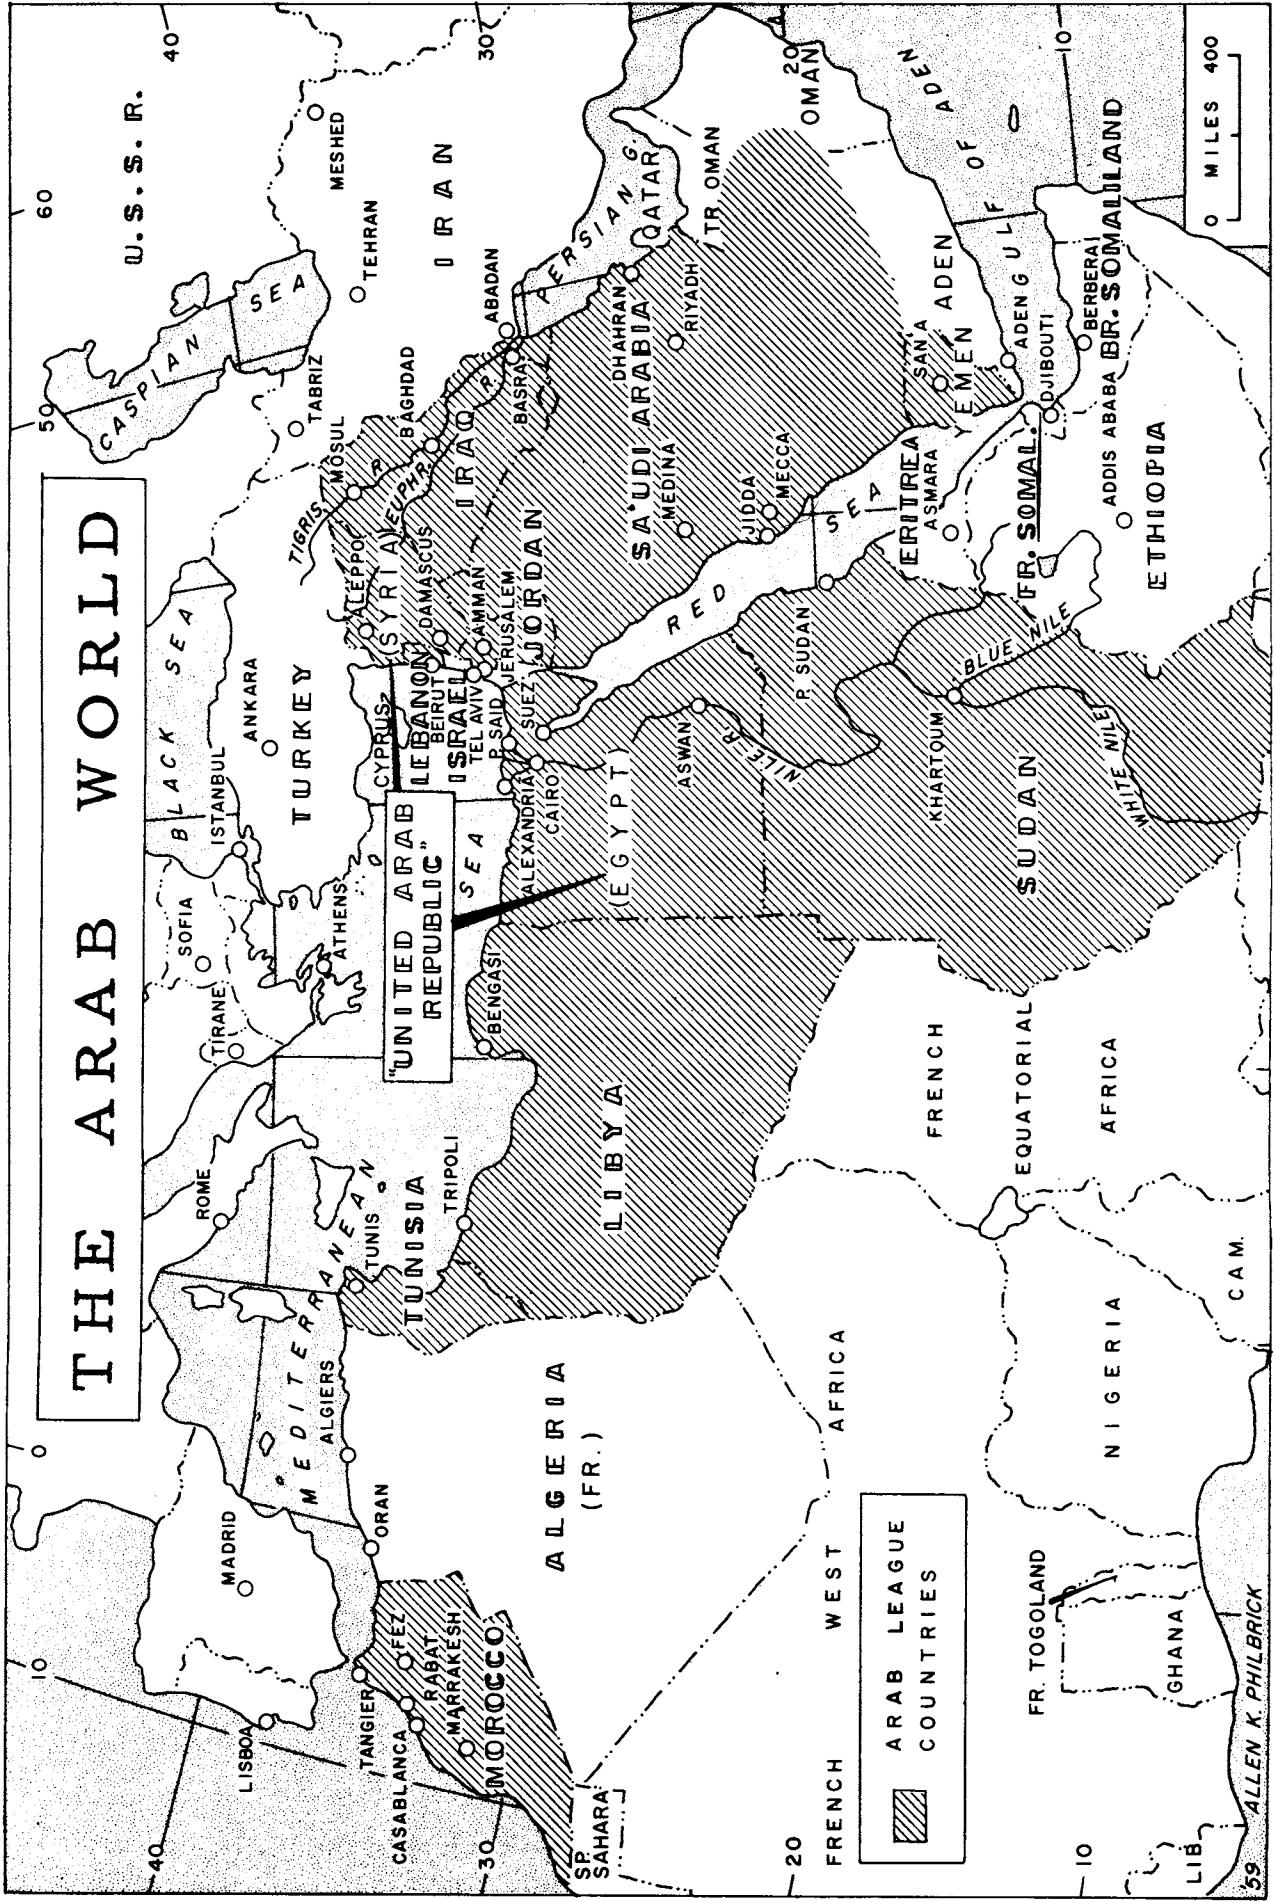 THE ARAB WORLD
40
10
0
50
60
40
30
20
10
30
20
10
U.S.S.R.
CASPIAN
SEA
BLACK SEA
MEDITERRANEAN
SEA
RED
SEA
PERSIAN G.
GULF OF ADEN
LISBOA
MADRID
ROME
TIRANE
SOFIA
ISTANBUL
ANKARA
ATHENS
TURKEY
CYPRUS
TABRIZ
TEHRAN
MESHED
IRAN
ABADAN
TANGIER
CASABLANCA
FEZ
RABAT
MARRAKESH
MOROCCO
ORAN
ALGIERS
ALGERIA
(FR.)
TUNIS
TUNISIA
TRIPOLI
LIBYA
BENGASI
"UNITED ARAB
REPUBLIC"
ALEPPO
(SYRIA)
DAMASCUS
LEBANON
BEIRUT
ISRAEL
TEL AVIV
P. SAID
AMMAN
JERUSALEM
JORDAN
SUEZ
ALEXANDRIA
CAIRO
(EGYPT)
ASWAN
NILE R.
TIGRIS R.
MOSUL
EUPHR. R.
BAGHDAD
IRAQ
BASRA
SA'UDI ARABIA
DHAHRAN
RIYADH
MEDINA
JIDDA
MECCA
QATAR
TR. OMAN
OMAN
SAN'A
YEMEN
ADEN
ADEN
P. SUDAN
KHARTOUM
SUDAN
BLUE NILE
WHITE NILE
ERITREA
ASMARA
FR. SOMAL.
DJIBOUTI
BERBERA
BR. SOMALILAND
ADDIS ABABA
ETHIOPIA
SP.
SAHARA
FRENCH WEST AFRICA
FRENCH
EQUATORIAL
AFRICA
NIGERIA
CAM.
FR. TOGOLAND
GHANA
LIB.
ARAB LEAGUE
COUNTRIES
0 MILES 400
'59 ALLEN K. PHILBRICK